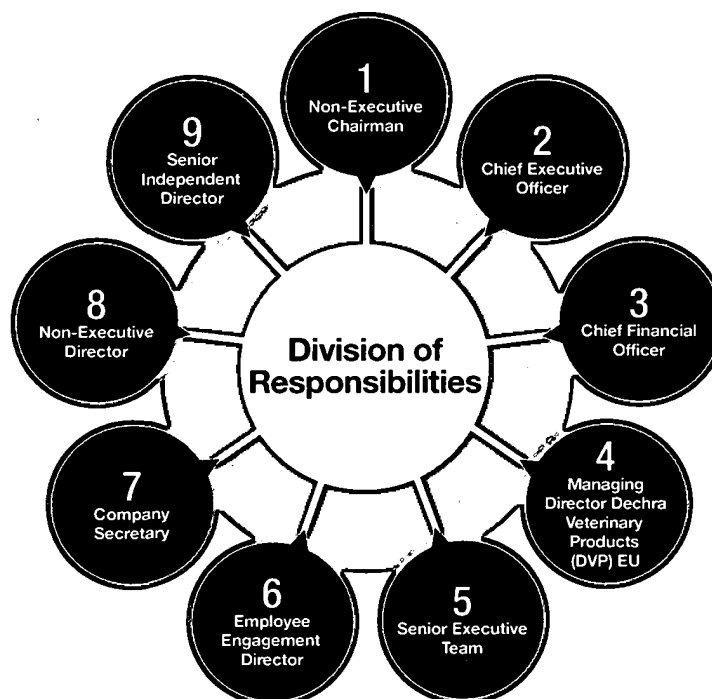 1
Non-Executive
Chairman
2
Chief Executive
Officer
3
Chief Financial
Officer
4
Managing
Director Dechra
Veterinary
Products
(DVP) EU
5
Senior Executive
Team
6
Employee
Engagement
Director
7
Company
Secretary
8
Non-Executive
Director
9
Senior
Independent
Director
Division of
Responsibilities